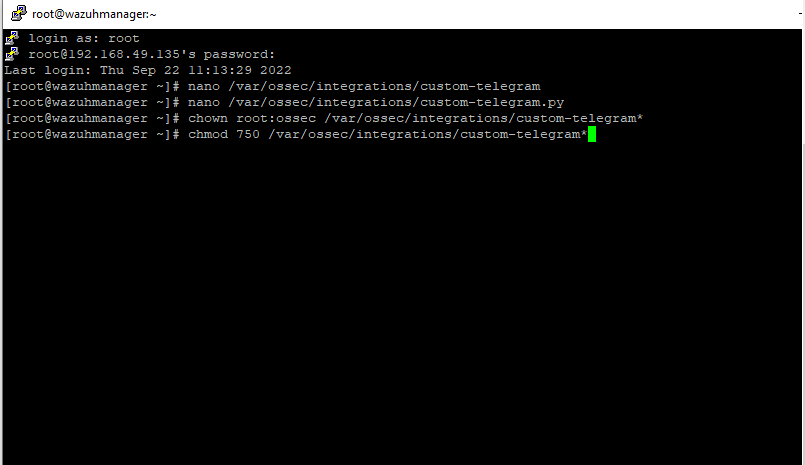 root@wazuhmanager:~
login as: root
root@192.168.49.135's password:
Last login: Thu Sep 22 11:13:29 2022
[root@wazuhmanager ~]# nano /var/ossec/integrations/custom-telegram
[root@wazuhmanager ~]# nano /var/ossec/integrations/custom-telegram.py
[root@wazuhmanager ~]# chown root:ossec /var/ossec/integrations/custom-telegram*
[root@wazuhmanager ~]# chmod 750 /var/ossec/integrations/custom-telegram*